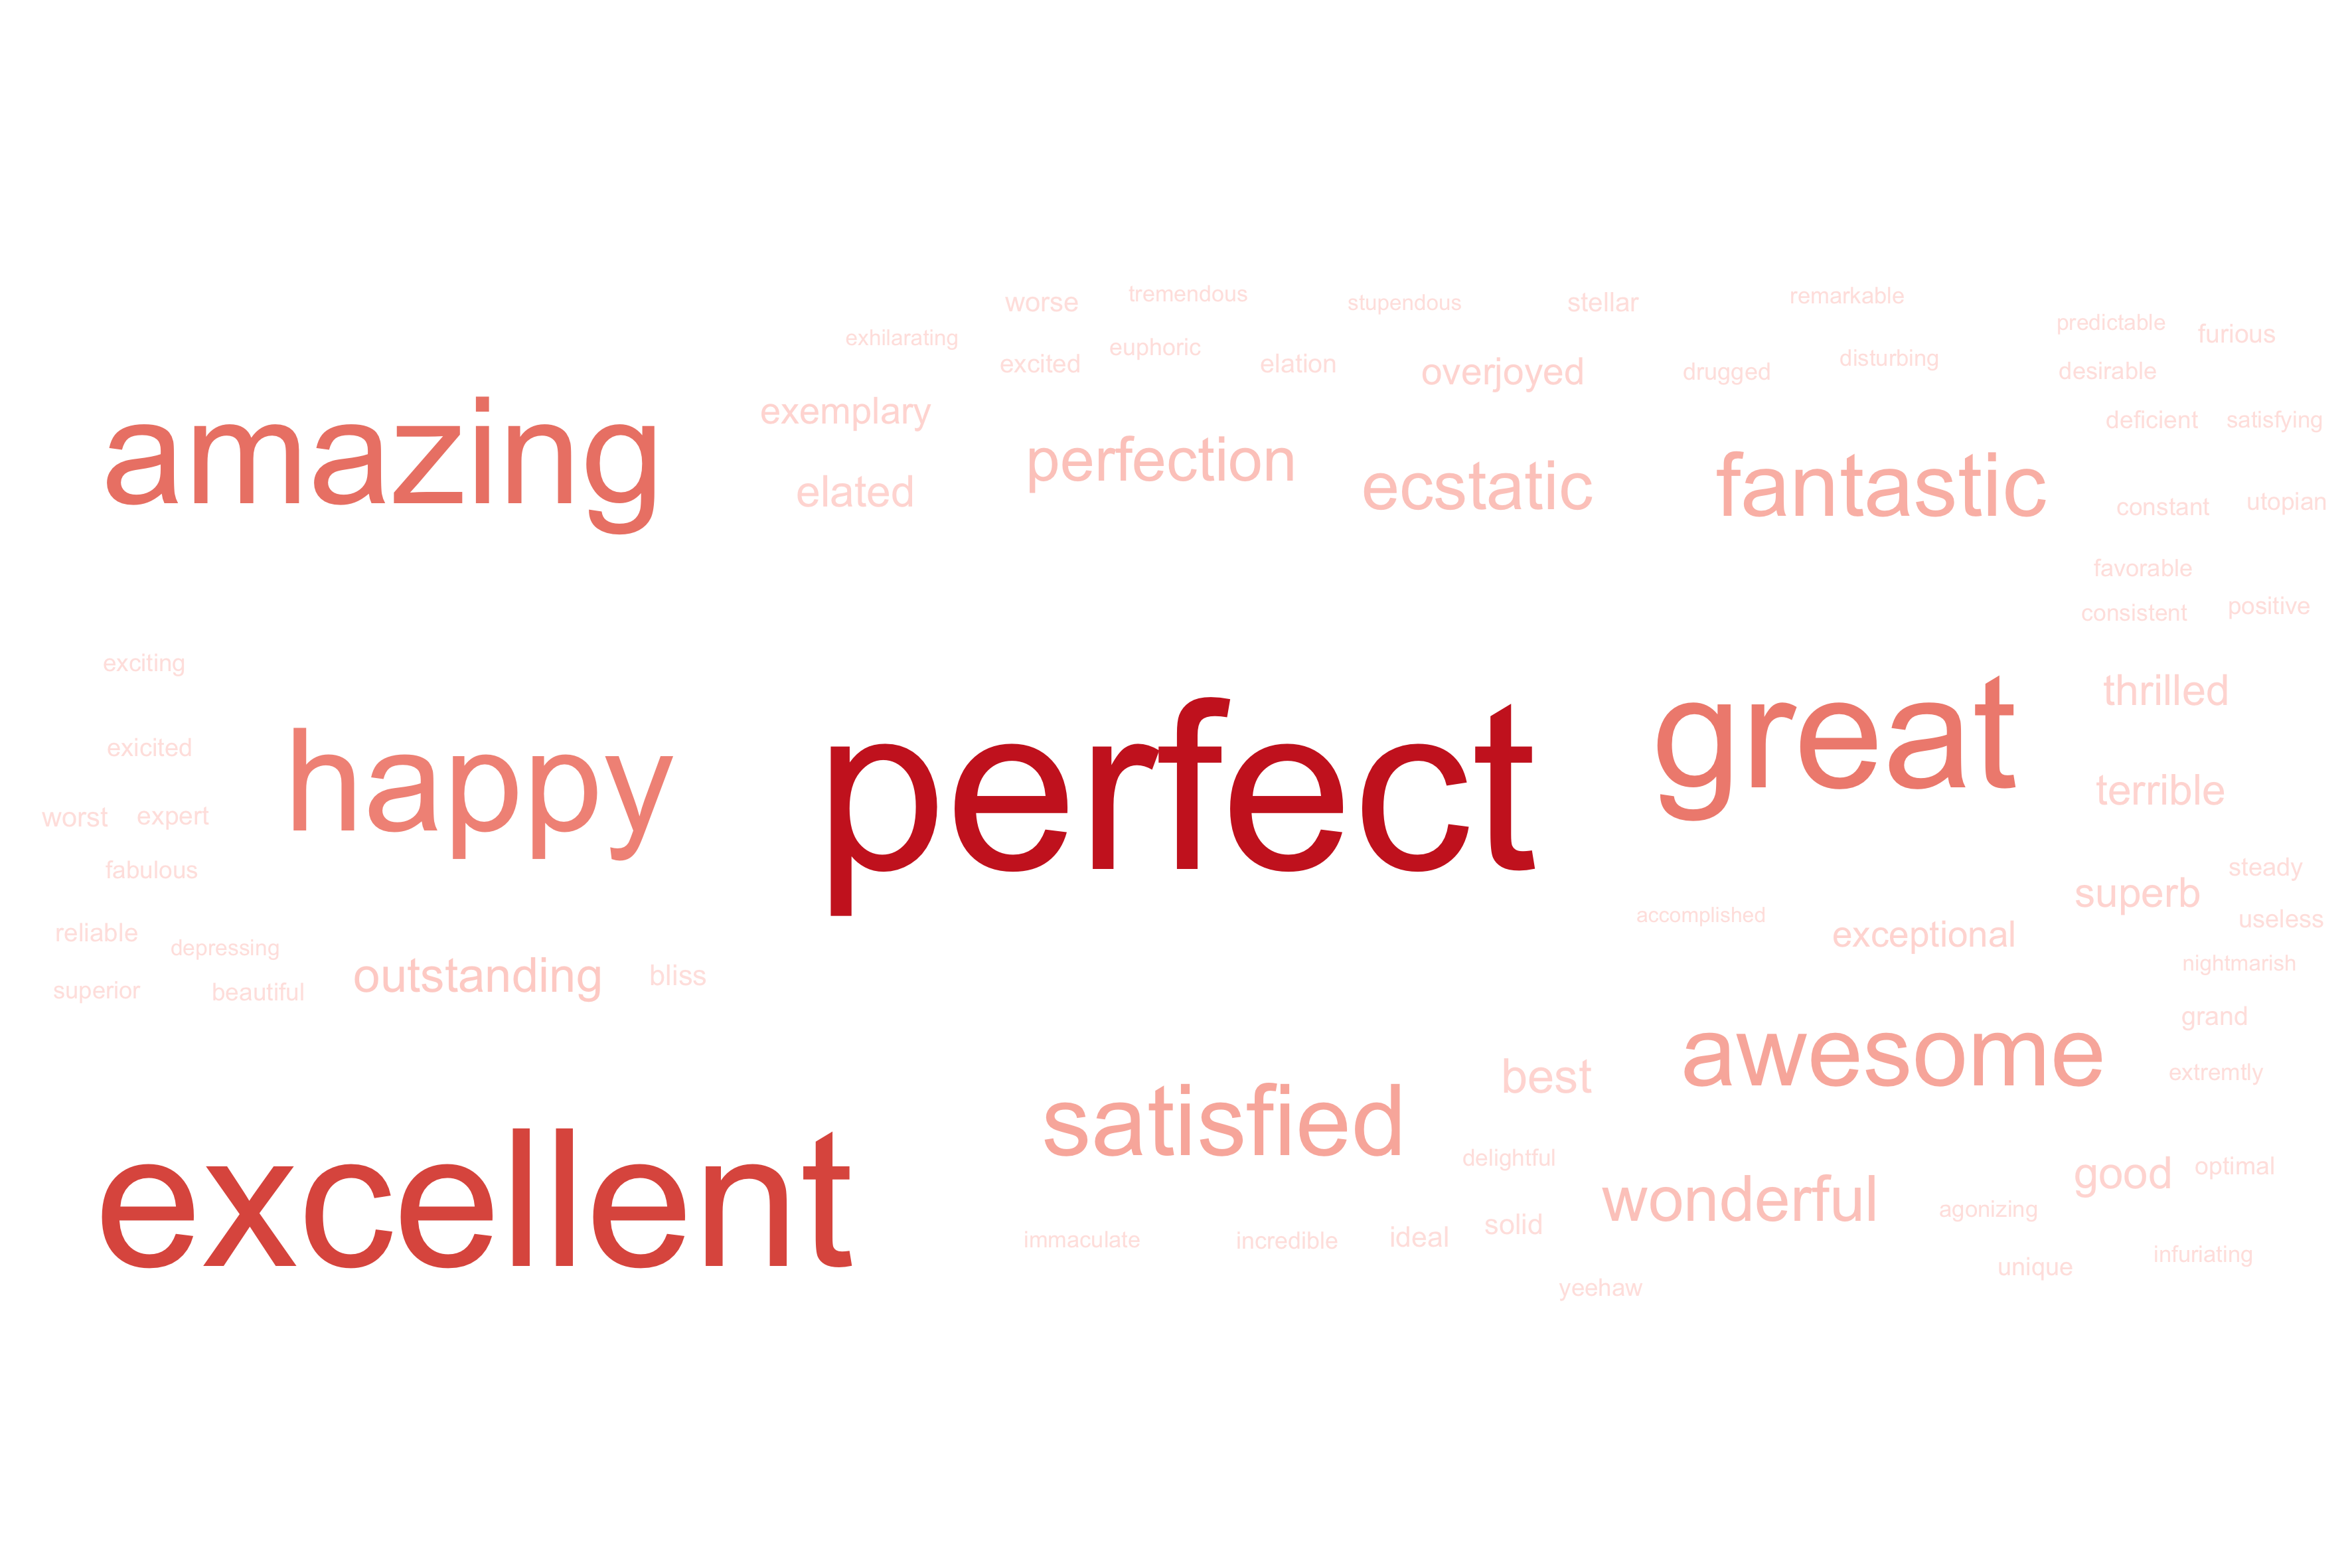 worse
tremendous
stupendous
stellar
remarkable
exhilarating
predictable
furious
excited
euphoric
elation
overjoyed
drugged
disturbing
desirable
amazing
exemplary
deficient
satisfying
elated
perfection
ecstatic
fantastic
constant
utopian
favorable
consistent
positive
exciting
thrilled
exicited
happy
perfect
great
terrible
worst
expert
fabulous
steady
superb
accomplished
exceptional
useless
reliable
depressing
nightmarish
superior
beautiful
outstanding
bliss
grand
awesome
extremtly
best
satisfied
delightful
good
optimal
excellent
wonderful
agonizing
immaculate
incredible
ideal
solid
unique
infuriating
yeehaw